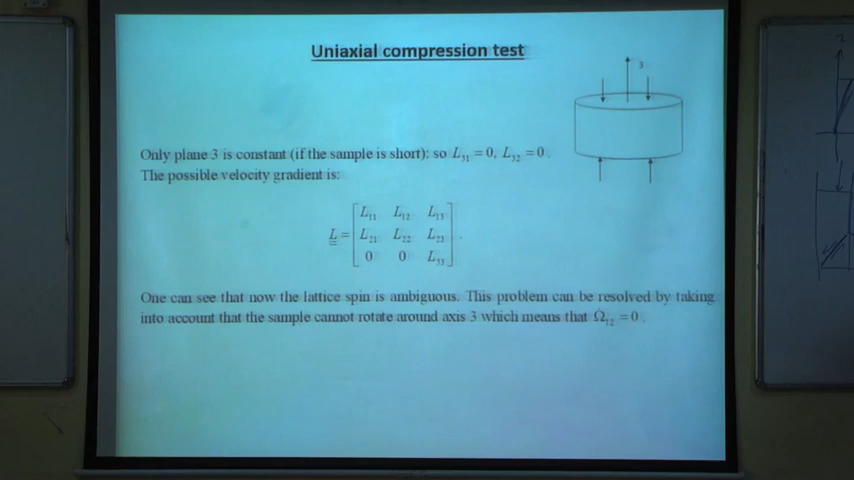 Uniaxial compression test
3
Only plane 3 is constant (if the sample is short): so L₃₁ = 0, L₃₂ = 0.
The possible velocity gradient is:
L = [ L₁₁ L₁₂ L₁₃
L₂₁ L₂₂ L₂₃
0 0 L₃₃ ] .
One can see that now the lattice spin is ambiguous. This problem can be resolved by taking
into account that the sample cannot rotate around axis 3 which means that Ω̇₁₂ = 0 .